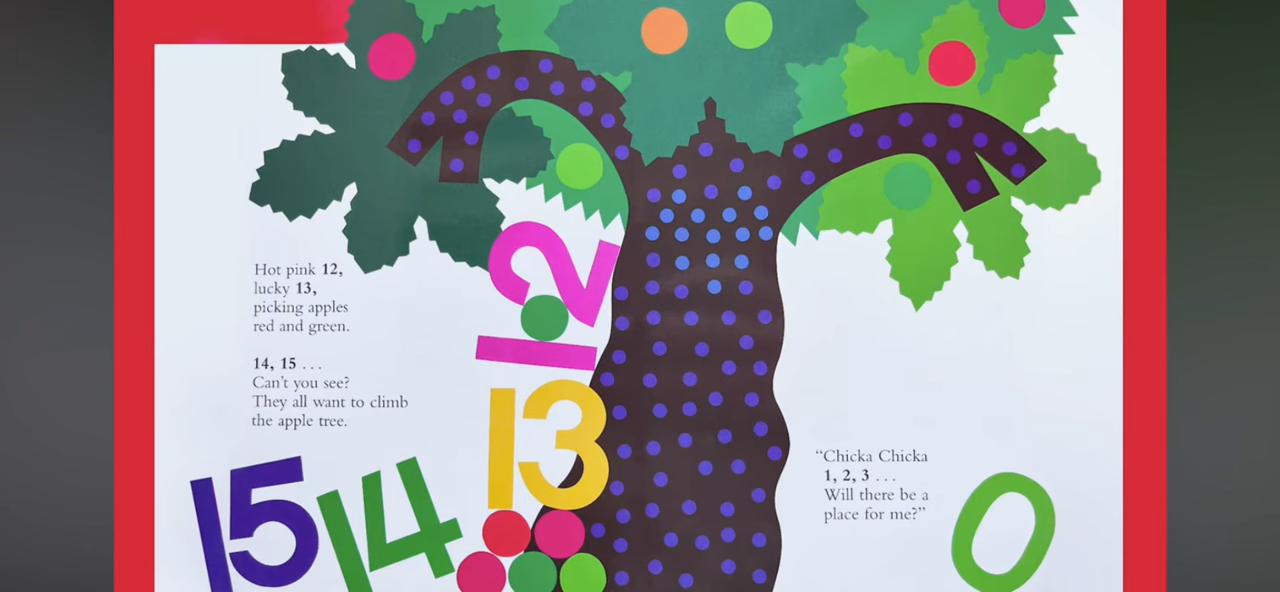 Hot pink 12,
lucky 13,
picking apples
red and green.
14, 15 . . .
Can't you see?
They all want to climb
the apple tree.
12
13
15
14
“Chicka Chicka
1, 2, 3 . . .
Will there be a
place for me?”
0